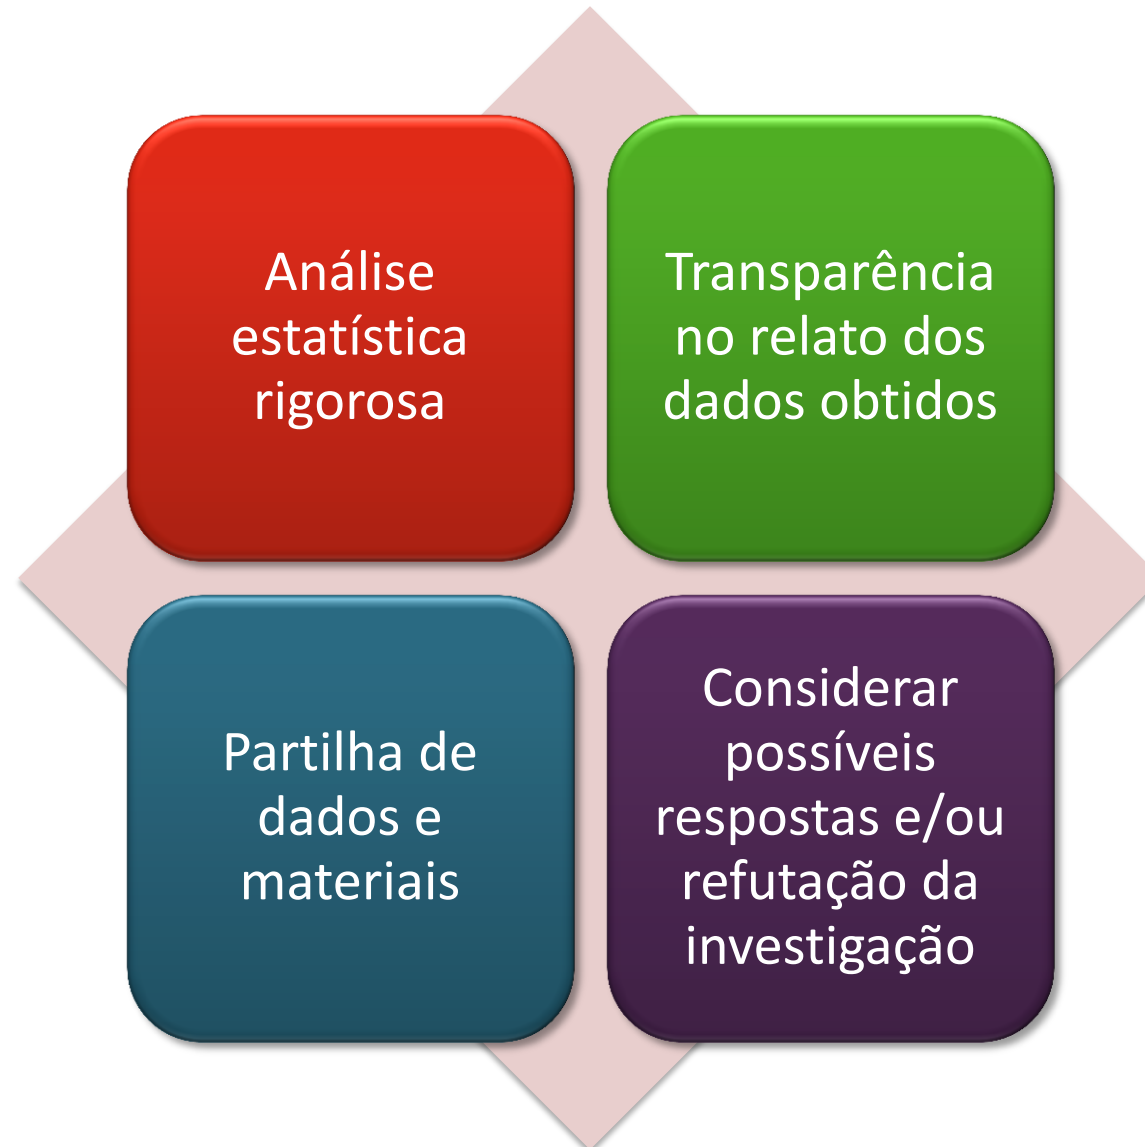 Análise
estatística
rigorosa
Transparência
no relato dos
dados obtidos
Partilha de
dados e
materiais
Considerar
possíveis
respostas e/ou
refutação da
investigação